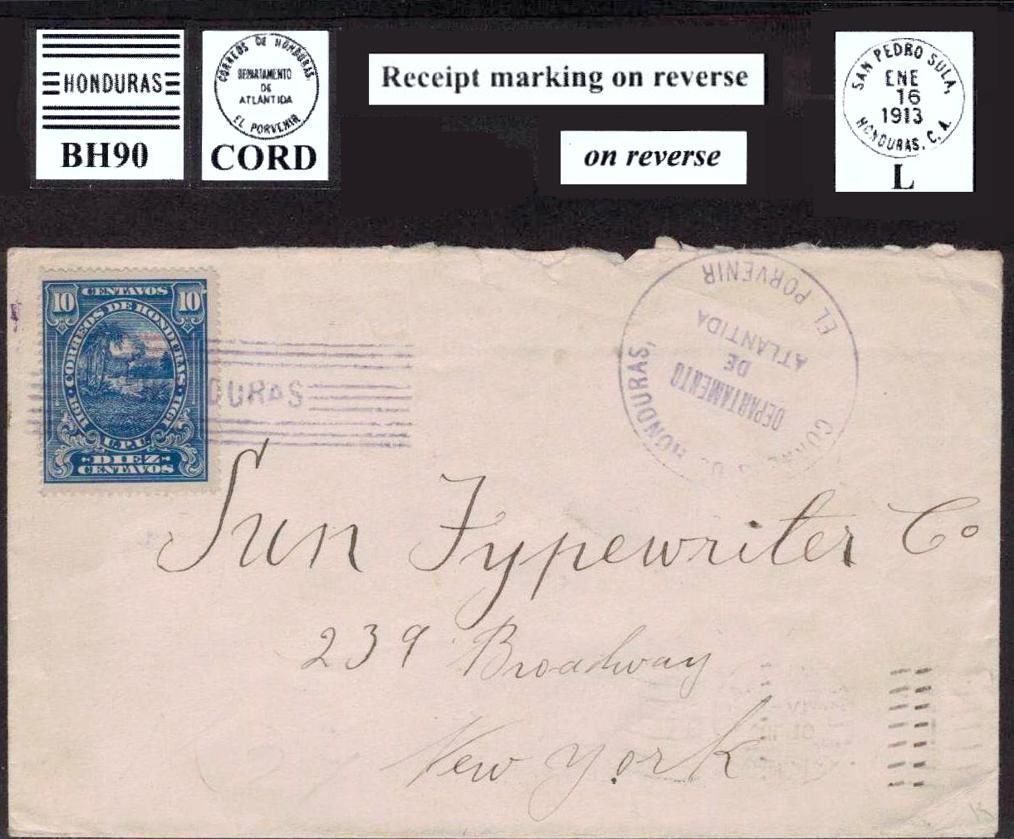 HONDURAS
BH90
CORREOS DE HONDURAS,
DEPARTAMENTO
DE
ATLANTIDA
EL PORVENIR
CORD
Receipt marking on reverse
on reverse
SAN PEDRO SULA,
ENE
16
1913
HONDURAS, C. A.
L
10 CENTAVOS 10
CORREOS DE HONDURAS
1911 1911
U.P.U.
DIEZ
CENTAVOS
DURAS
HONDURAS,
DEPARTAMENTO
DE
ATLANTIDA
EL PORVENIR
Sun Typewriter Co
239 Broadway
New York